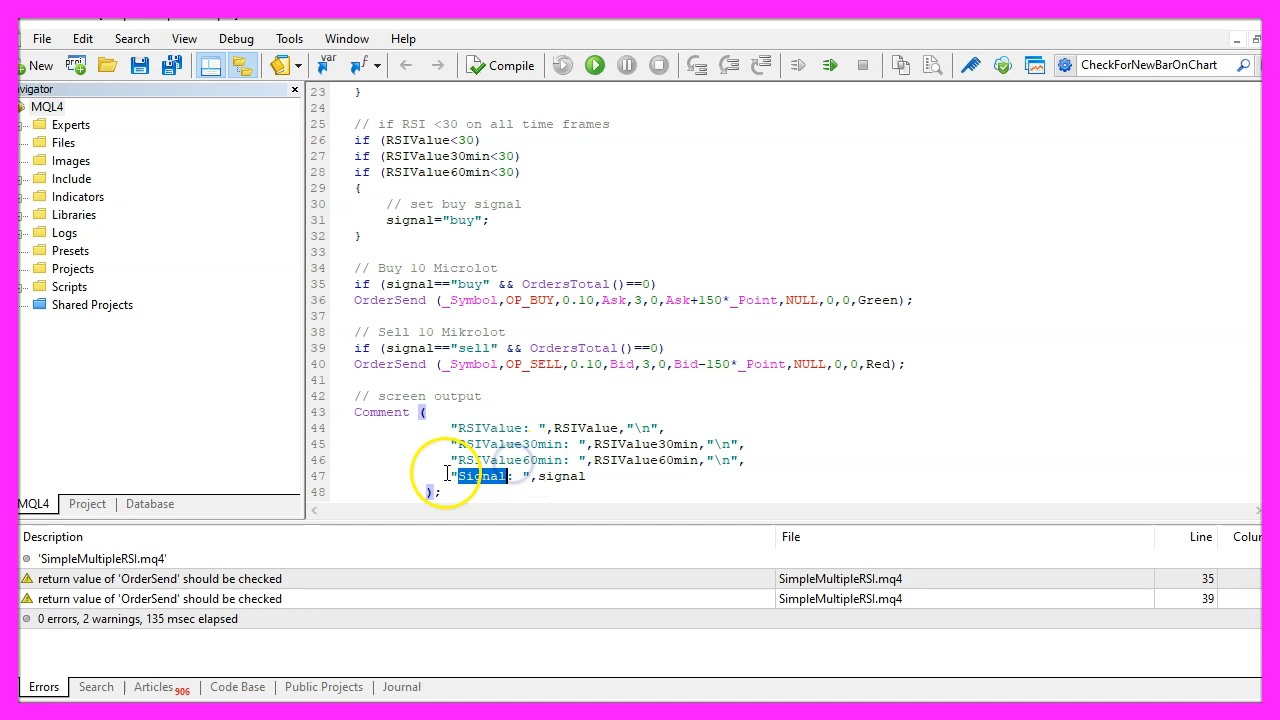 File Edit Search View Debug Tools Window Help
New Compile CheckForNewBarOnChart
avigator
MQL4
Experts
Files
Images
Include
Indicators
Libraries
Logs
Presets
Projects
Scripts
Shared Projects
MQL4 Project Database
23 }
24
25 // if RSI <30 on all time frames
26 if (RSIValue<30)
27 if (RSIValue30min<30)
28 if (RSIValue60min<30)
29 {
30 // set buy signal
31 signal="buy";
32 }
33
34 // Buy 10 Microlot
35 if (signal=="buy" && OrdersTotal()==0)
36 OrderSend (_Symbol,OP_BUY,0.10,Ask,3,0,Ask+150*_Point,NULL,0,0,Green);
37
38 // Sell 10 Mikrolot
39 if (signal=="sell" && OrdersTotal()==0)
40 OrderSend (_Symbol,OP_SELL,0.10,Bid,3,0,Bid-150*_Point,NULL,0,0,Red);
41
42 // screen output
43 Comment (
44 "RSIValue: ",RSIValue,"\n",
45 "RSIValue30min: ",RSIValue30min,"\n",
46 "RSIValue60min: ",RSIValue60min,"\n",
47 "Signal: ",signal
48 );
Description File Line Colu
'SimpleMultipleRSI.mq4'
return value of 'OrderSend' should be checked SimpleMultipleRSI.mq4 35
return value of 'OrderSend' should be checked SimpleMultipleRSI.mq4 39
0 errors, 2 warnings, 135 msec elapsed
Errors Search Articles 906 Code Base Public Projects Journal